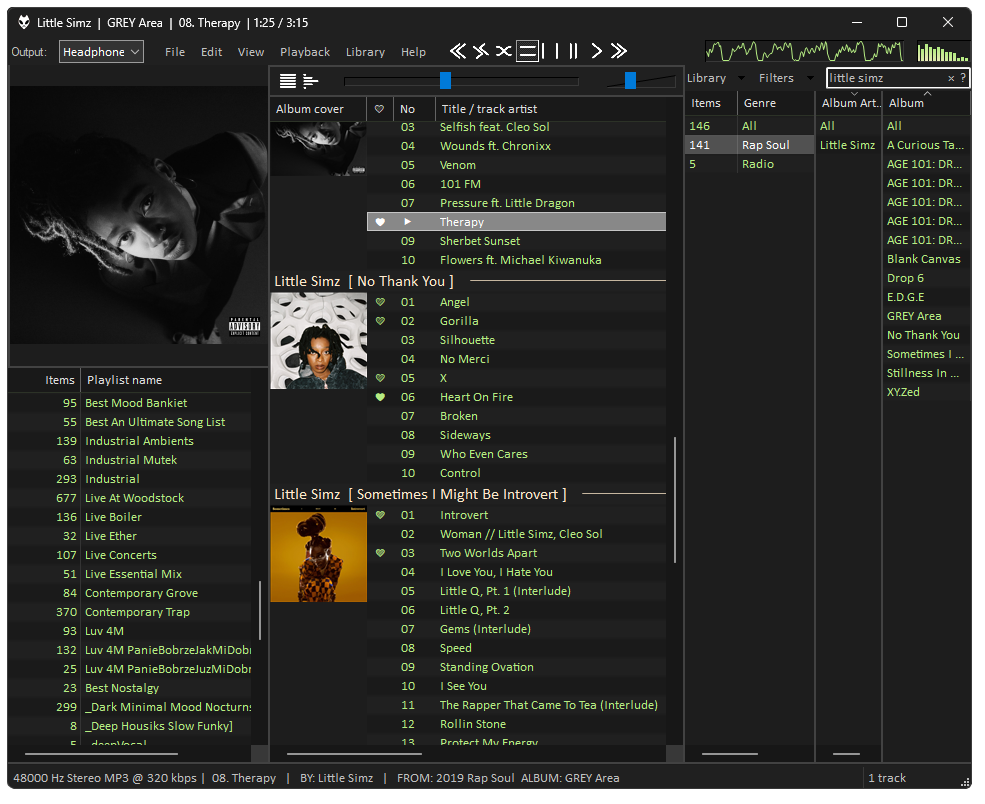 Little Simz | GREY Area | 08. Therapy | 1:25 / 3:15
Output: Headphone File Edit View Playback Library Help
Library Filters little simz × ?
Album cover No Title / track artist
03 Selfish feat. Cleo Sol
04 Wounds ft. Chronixx
05 Venom
06 101 FM
07 Pressure ft. Little Dragon
Therapy
09 Sherbet Sunset
10 Flowers ft. Michael Kiwanuka
Little Simz [ No Thank You ]
01 Angel
02 Gorilla
03 Silhouette
04 No Merci
05 X
06 Heart On Fire
07 Broken
08 Sideways
09 Who Even Cares
10 Control
Little Simz [ Sometimes I Might Be Introvert ]
01 Introvert
02 Woman // Little Simz, Cleo Sol
03 Two Worlds Apart
04 I Love You, I Hate You
05 Little Q, Pt. 1 (Interlude)
06 Little Q, Pt. 2
07 Gems (Interlude)
08 Speed
09 Standing Ovation
10 I See You
11 The Rapper That Came To Tea (Interlude)
12 Rollin Stone
13 Protect My Energy
Items Genre
146 All
141 Rap Soul
5 Radio
Album Art...
All
Little Simz
Album
All
A Curious Ta...
AGE 101: DR...
AGE 101: DR...
AGE 101: DR...
AGE 101: DR...
AGE 101: DR...
Blank Canvas
Drop 6
E.D.G.E
GREY Area
No Thank You
Sometimes I ...
Stillness In ...
XY.Zed
PARENTAL
ADVISORY
EXPLICIT CONTENT
Items Playlist name
95 Best Mood Bankiet
55 Best An Ultimate Song List
139 Industrial Ambients
63 Industrial Mutek
293 Industrial
677 Live At Woodstock
136 Live Boiler
32 Live Ether
107 Live Concerts
51 Live Essential Mix
84 Contemporary Grove
370 Contemporary Trap
93 Luv 4M
132 Luv 4M PanieBobrzeJakMiDobr
25 Luv 4M PanieBobrzeJuzMiDobr
23 Best Nostalgy
299 _Dark Minimal Mood Nocturns
8 _Deep Housiks Slow Funky]
5 _deepVocal
48000 Hz Stereo MP3 @ 320 kbps | 08. Therapy | BY: Little Simz | FROM: 2019 Rap Soul ALBUM: GREY Area 1 track